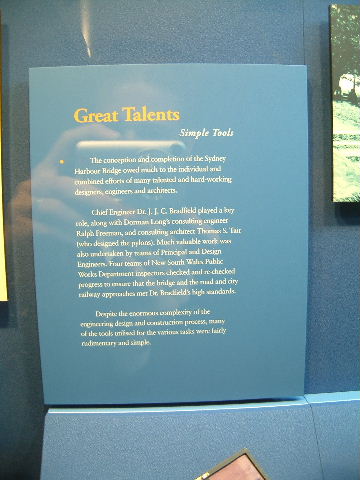 Great Talents
Simple Tools
The conception and completion of the Sydney
Harbour Bridge owed much to the individual and
combined efforts of many talented and hard-working
designers, engineers and architects.
Chief Engineer Dr. J. J. C. Bradfield played a key
role, along with Dorman Long's consulting engineer
Ralph Freeman, and consulting architect Thomas S. Tait
(who designed the pylons). Much valuable work was
also undertaken by teams of Principal and Design
Engineers. Four teams of New South Wales Public
Works Department inspectors checked and re-checked
progress to ensure that the bridge and the road and city
railway approaches met Dr. Bradfield's high standards.
Despite the enormous complexity of the
engineering design and construction process, many
of the tools utilised for the various tasks were fairly
rudimentary and simple.